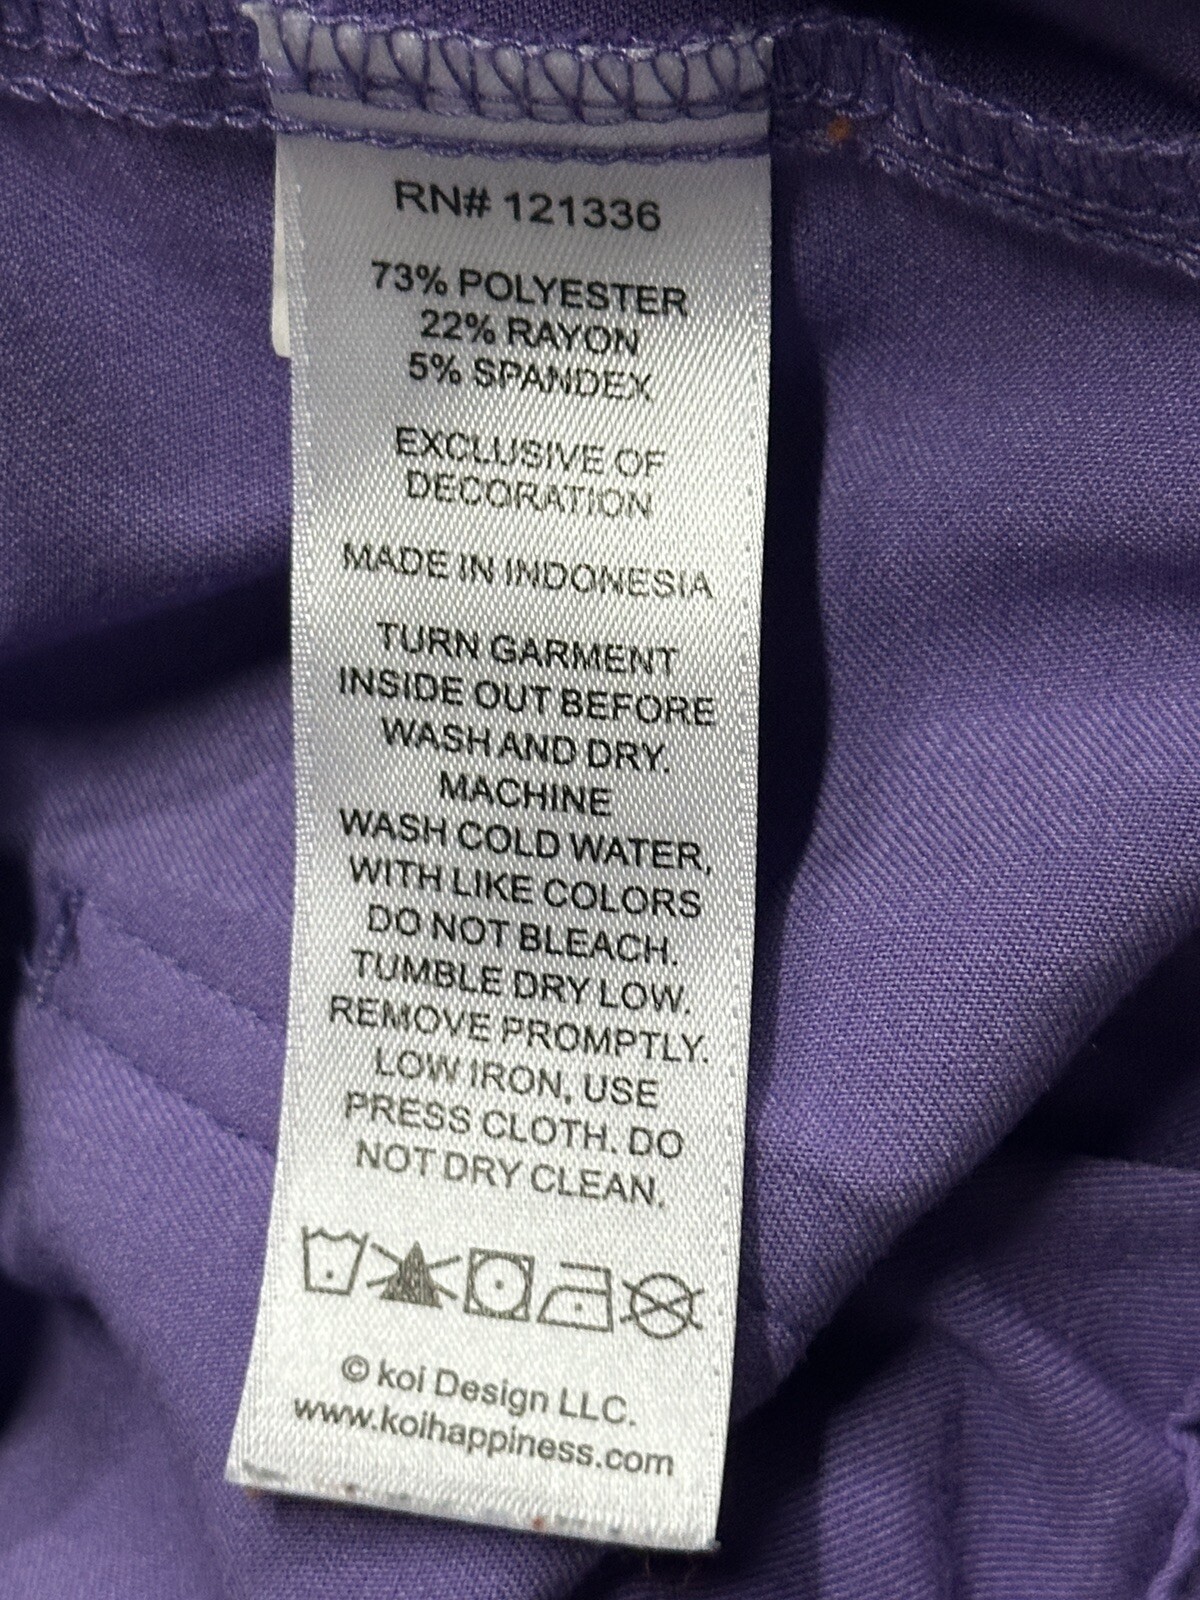 RN# 121336
73% POLYESTER
22% RAYON
5% SPANDEX
EXCLUSIVE OF
DECORATION
MADE IN INDONESIA
TURN GARMENT
INSIDE OUT BEFORE
WASH AND DRY.
MACHINE
WASH COLD WATER,
WITH LIKE COLORS
DO NOT BLEACH.
TUMBLE DRY LOW.
REMOVE PROMPTLY.
LOW IRON, USE
PRESS CLOTH. DO
NOT DRY CLEAN.
© koi Design LLC.
www.koihappiness.com